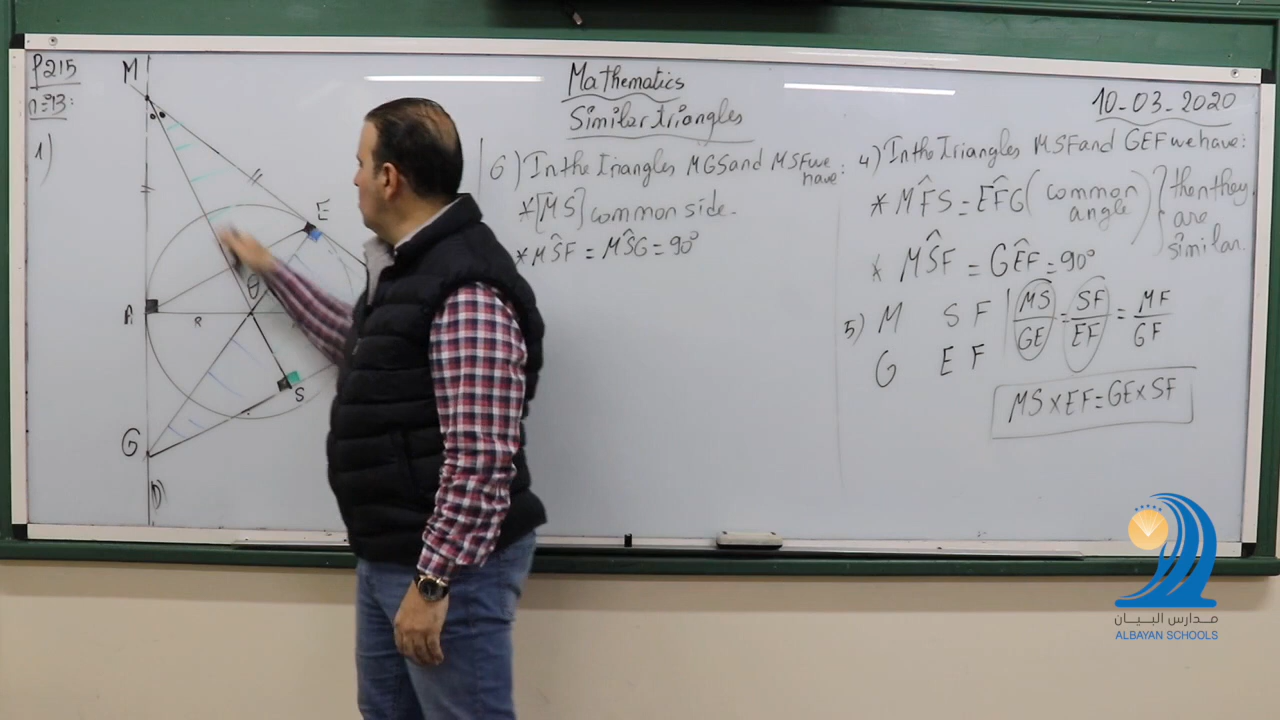 P215
n=13:
1)
M
E
A
R
θ
S
G
D
Mathematics
Similar triangles
10-03-2020
6) In the triangles MGS and MSF we have:
*[MS] common side.
*MŜF = MŜG = 90°
4) In the triangles MSF and GEF we have:
* MF̂S = EF̂G (common angle) } then they are similar.
* MŜF = GÊF = 90°
5) M S F | MS/GE = SF/EF = MF/GF
G E F
MS×EF=GE×SF
مدارس البيان
ALBAYAN SCHOOLS